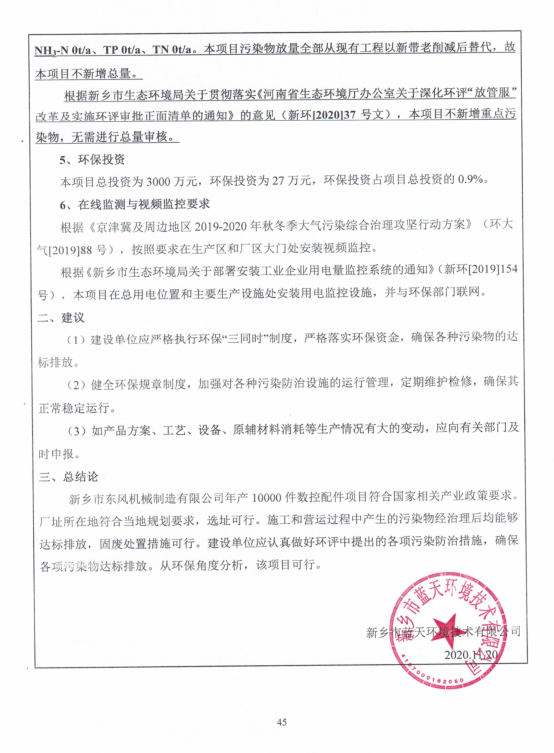 NH₃-N 0t/a、TP 0t/a、TN 0t/a。本项目污染物放量全部从现有工程以新带老削减后替代，故
本项目不新增总量。
根据新乡市生态环境局关于贯彻落实《河南省生态环境厅办公室关于深化环评“放管服”
改革及实施环评审批正面清单的通知》的意见（新环[2020]37 号文），本项目不新增重点污
染物，无需进行总量审核。
5、环保投资
本项目总投资为 3000 万元，环保投资为 27 万元，环保投资占项目总投资的 0.9%。
6、在线监测与视频监控要求
根据《京津冀及周边地区 2019-2020 年秋冬季大气污染综合治理攻坚行动方案》（环大
气[2019]88 号），按照要求在生产区和厂区大门处安装视频监控。
根据《新乡市生态环境局关于部署安装工业企业用电量监控系统的通知》（新环[2019]154
号），本项目在总用电位置和主要生产设施处安装用电监控设施，并与环保部门联网。
二、建议
（1）建设单位应严格执行环保“三同时”制度，严格落实环保资金，确保各种污染物的达
标排放。
（2）健全环保规章制度，加强对各种污染防治设施的运行管理，定期维护检修，确保其
正常稳定运行。
（3）如产品方案、工艺、设备、原辅材料消耗等生产情况有大的变动，应向有关部门及
时申报。
三、总结论
新乡市东风机械制造有限公司年产 10000 件数控配件项目符合国家相关产业政策要求。
厂址所在地符合当地规划要求，选址可行。施工和营运过程中产生的污染物经治理后均能够
达标排放，固废处置措施可行。建设单位应认真做好环评中提出的各项污染防治措施，确保
各项污染物达标排放。从环保角度分析，该项目可行。
新乡市蓝天环境技术有限公司
新乡市蓝天环境技术有限公司
2020.11.20
45